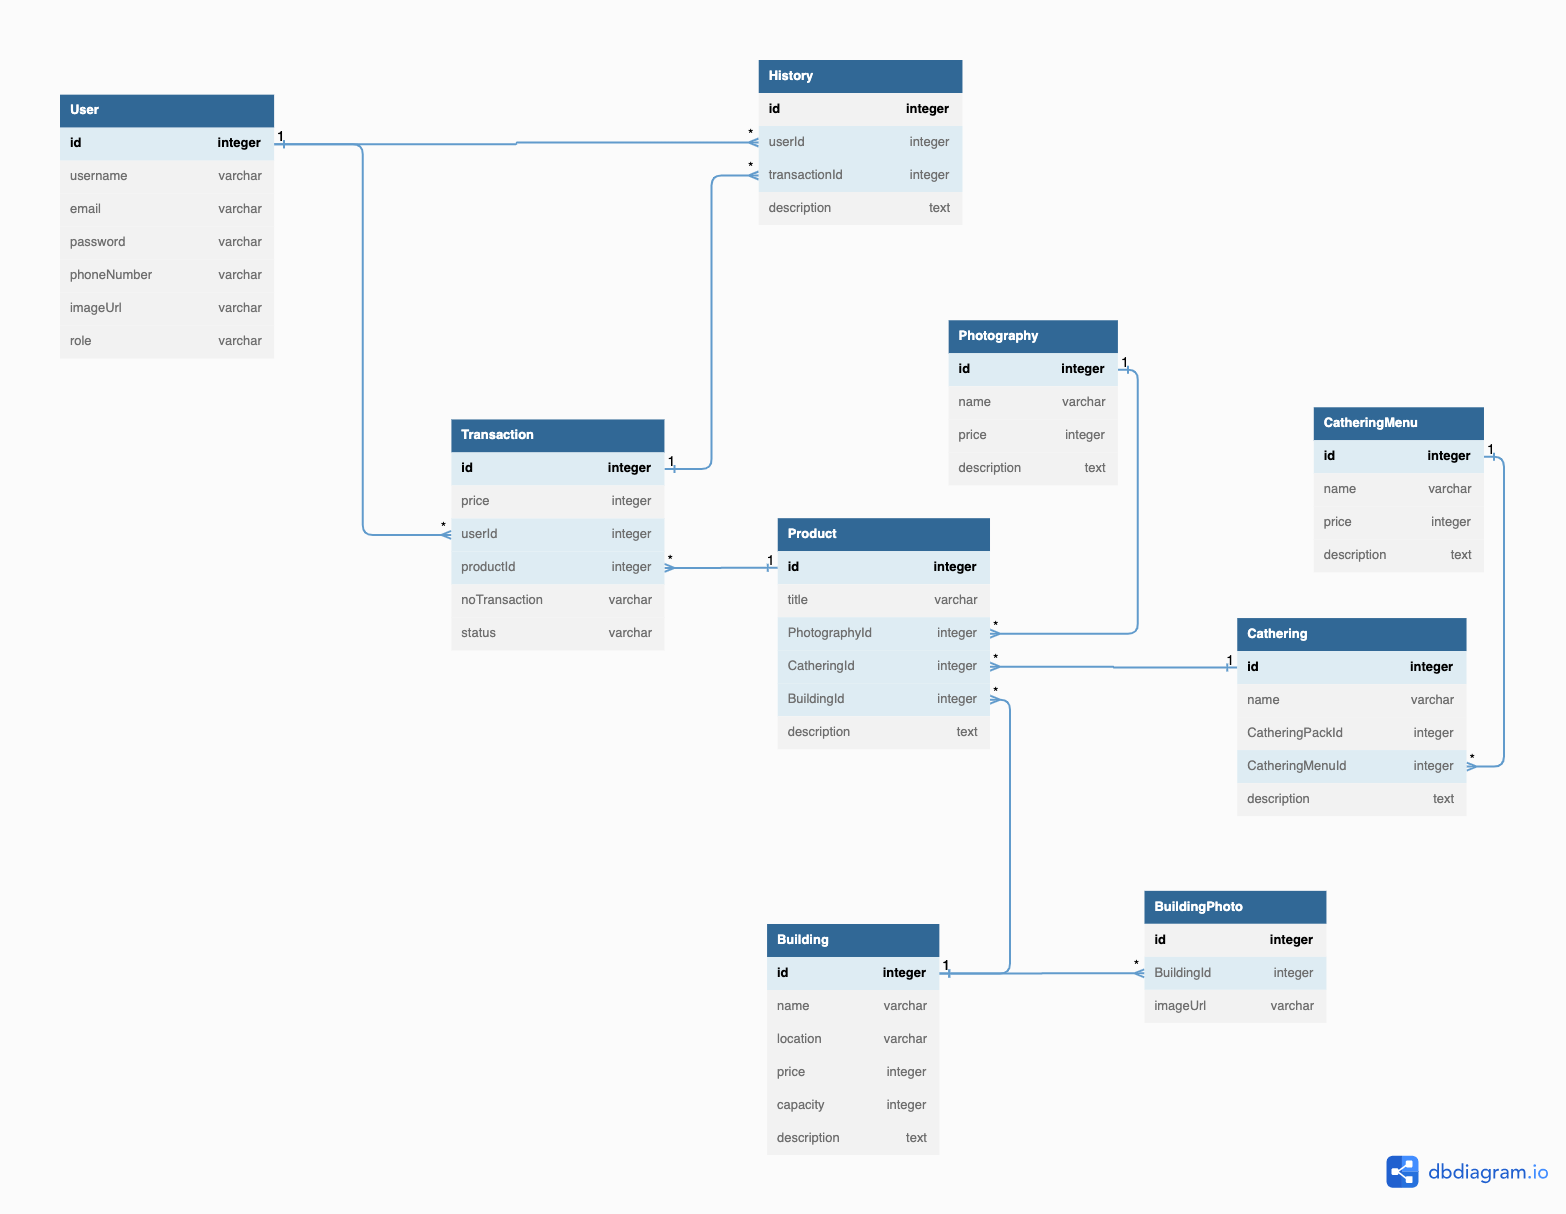 History
id integer
userId integer
transactionId integer
description text
User
id integer
username varchar
email varchar
password varchar
phoneNumber varchar
imageUrl varchar
role varchar
1
*
*
Photography
id integer
name varchar
price integer
description text
1
CatheringMenu
id integer
name varchar
price integer
description text
1
Transaction
id integer
price integer
userId integer
productId integer
noTransaction varchar
status varchar
1
*
*
Product
id integer
title varchar
PhotographyId integer
CatheringId integer
BuildingId integer
description text
1
*
*
*
Cathering
id integer
name varchar
CatheringPackId integer
CatheringMenuId integer
description text
1
*
BuildingPhoto
id integer
BuildingId integer
imageUrl varchar
*
Building
id integer
name varchar
location varchar
price integer
capacity integer
description text
1
dbdiagram.io